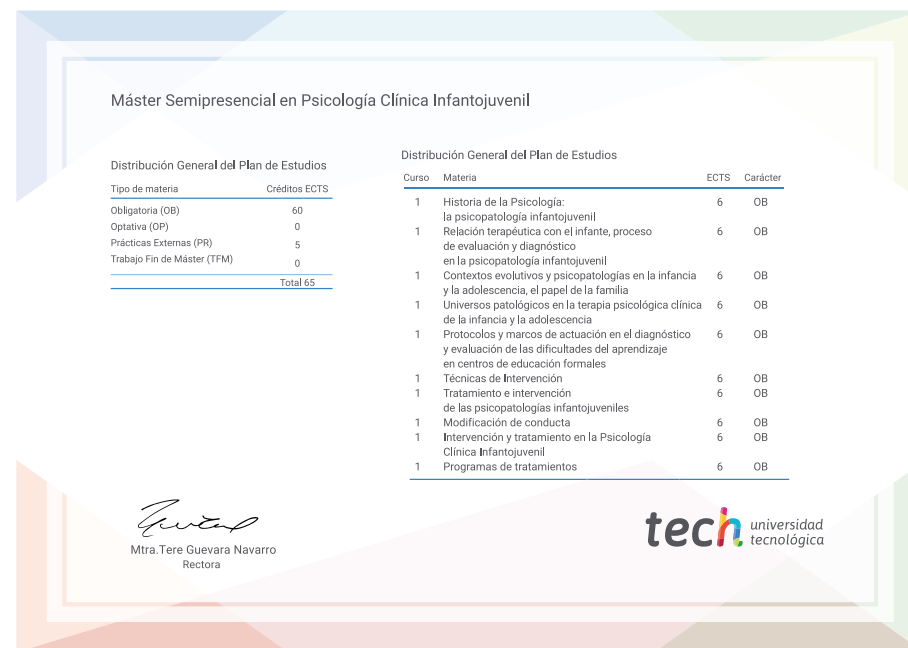 Máster Semipresencial en Psicología Clínica Infantojuvenil
Distribución General del Plan de Estudios
Tipo de materia Créditos ECTS
Obligatoria (OB) 60
Optativa (OP) 0
Prácticas Externas (PR) 5
Trabajo Fin de Máster (TFM) 0
Total 65
Distribución General del Plan de Estudios
Curso Materia ECTS Carácter
1 Historia de la Psicología: 6 OB
la psicopatología infantojuvenil
1 Relación terapéutica con el infante, proceso 6 OB
de evaluación y diagnóstico
en la psicopatología infantojuvenil
1 Contextos evolutivos y psicopatologías en la infancia 6 OB
y la adolescencia, el papel de la familia
1 Universos patológicos en la terapia psicológica clínica 6 OB
de la infancia y la adolescencia
1 Protocolos y marcos de actuación en el diagnóstico 6 OB
y evaluación de las dificultades del aprendizaje
en centros de educación formales
1 Técnicas de Intervención 6 OB
1 Tratamiento e intervención 6 OB
de las psicopatologías infantojuveniles
1 Modificación de conducta 6 OB
1 Intervención y tratamiento en la Psicología 6 OB
Clínica Infantojuvenil
1 Programas de tratamientos 6 OB
Mtra.Tere Guevara Navarro
Rectora
tech universidad
tecnológica